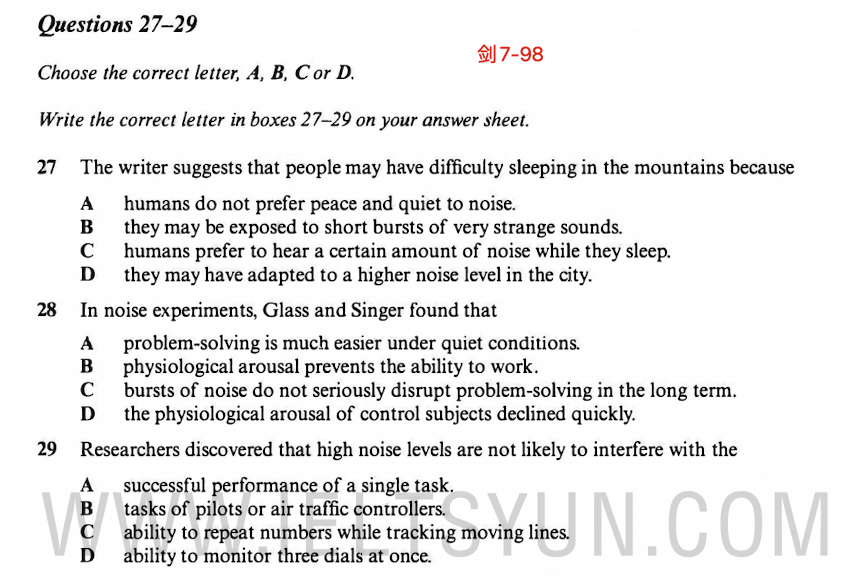 Questions 27–29
剑7-98
Choose the correct letter, A, B, C or D.
Write the correct letter in boxes 27–29 on your answer sheet.
27 The writer suggests that people may have difficulty sleeping in the mountains because
A humans do not prefer peace and quiet to noise.
B they may be exposed to short bursts of very strange sounds.
C humans prefer to hear a certain amount of noise while they sleep.
D they may have adapted to a higher noise level in the city.
28 In noise experiments, Glass and Singer found that
A problem-solving is much easier under quiet conditions.
B physiological arousal prevents the ability to work.
C bursts of noise do not seriously disrupt problem-solving in the long term.
D the physiological arousal of control subjects declined quickly.
29 Researchers discovered that high noise levels are not likely to interfere with the
A successful performance of a single task.
B tasks of pilots or air traffic controllers.
C ability to repeat numbers while tracking moving lines.
D ability to monitor three dials at once.
WWW.IELTSYUN.COM